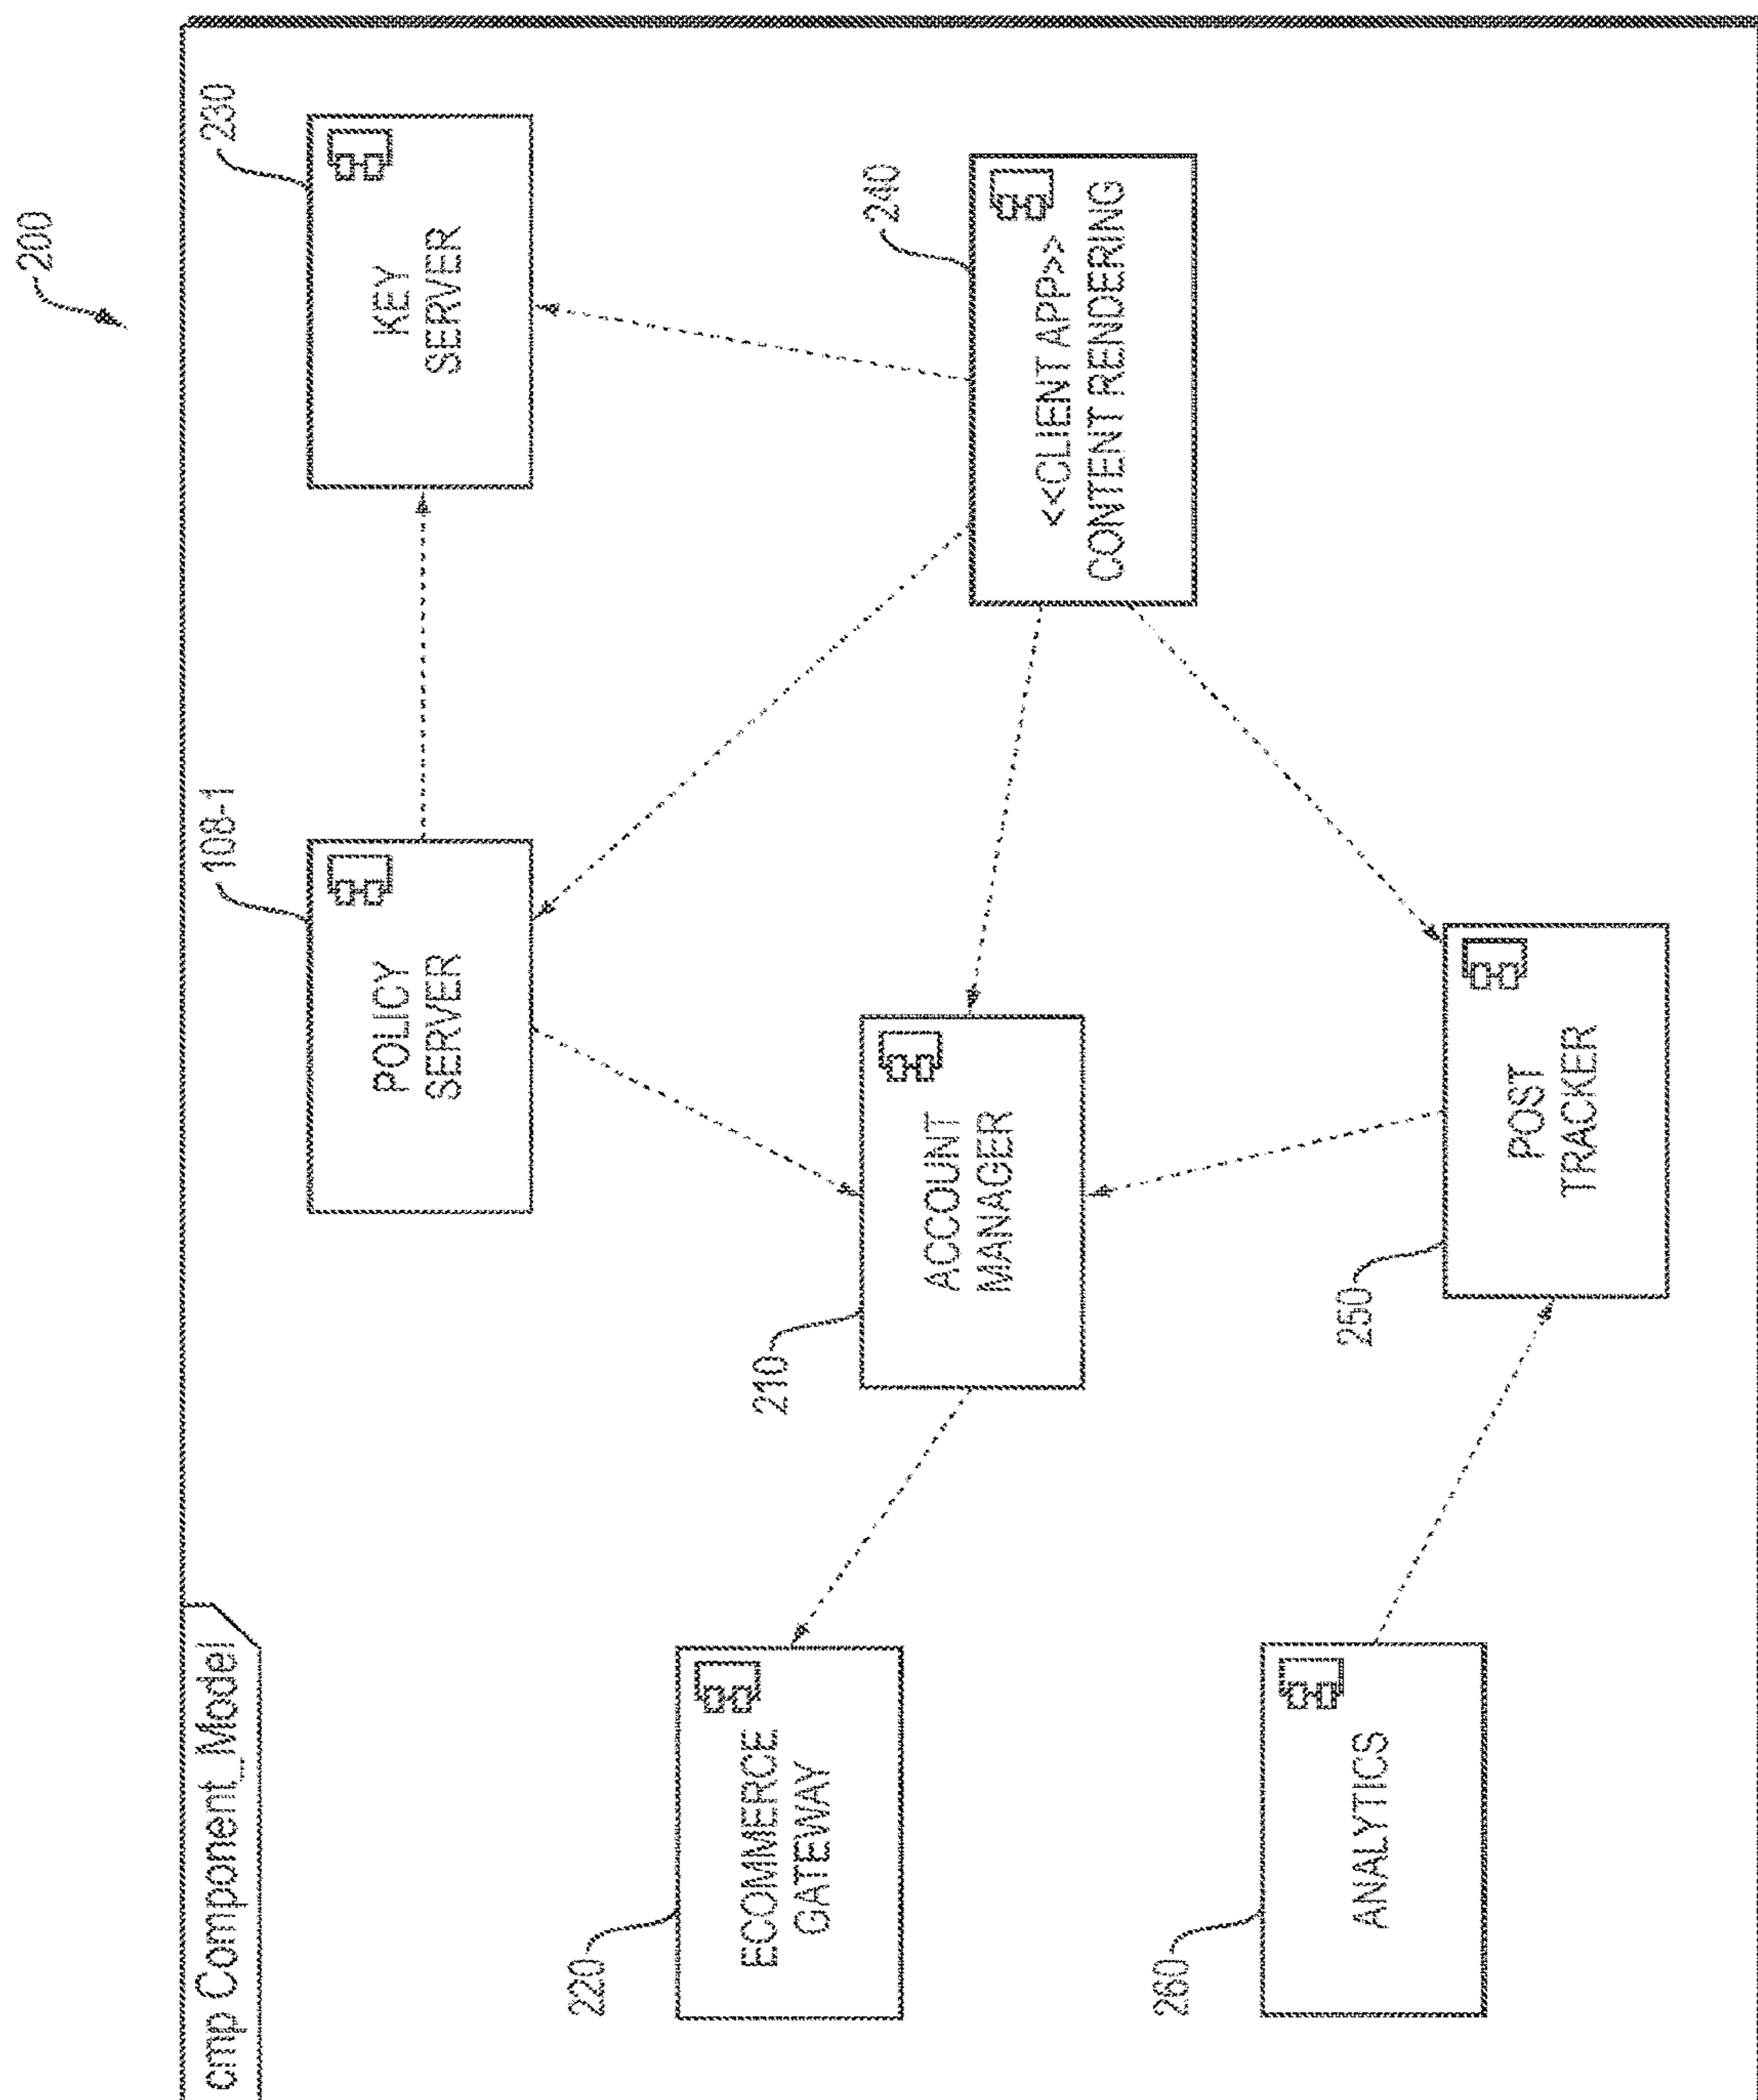 200
cmp Component_Model
108-1
POLICY
SERVER
230
KEY
SERVER
220
ECOMMERCE
GATEWAY
210
ACCOUNT
MANAGER
240
<<CLIENT APP>>
CONTENT RENDERING
260
ANALYTICS
250
POST
TRACKER